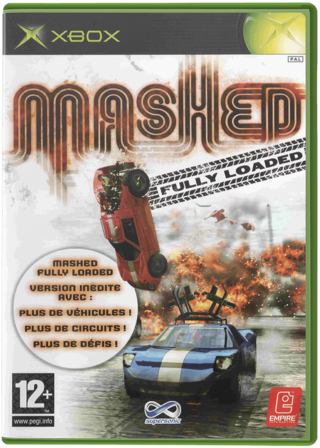 XBOX
PAL
MASHED
FULLY LOADED
MASHED
FULLY LOADED
VERSION INÉDITE
AVEC :
PLUS DE VÉHICULES !
PLUS DE CIRCUITS !
PLUS DE DÉFIS !
12+
www.pegi.info
supersonic
EMPIRE